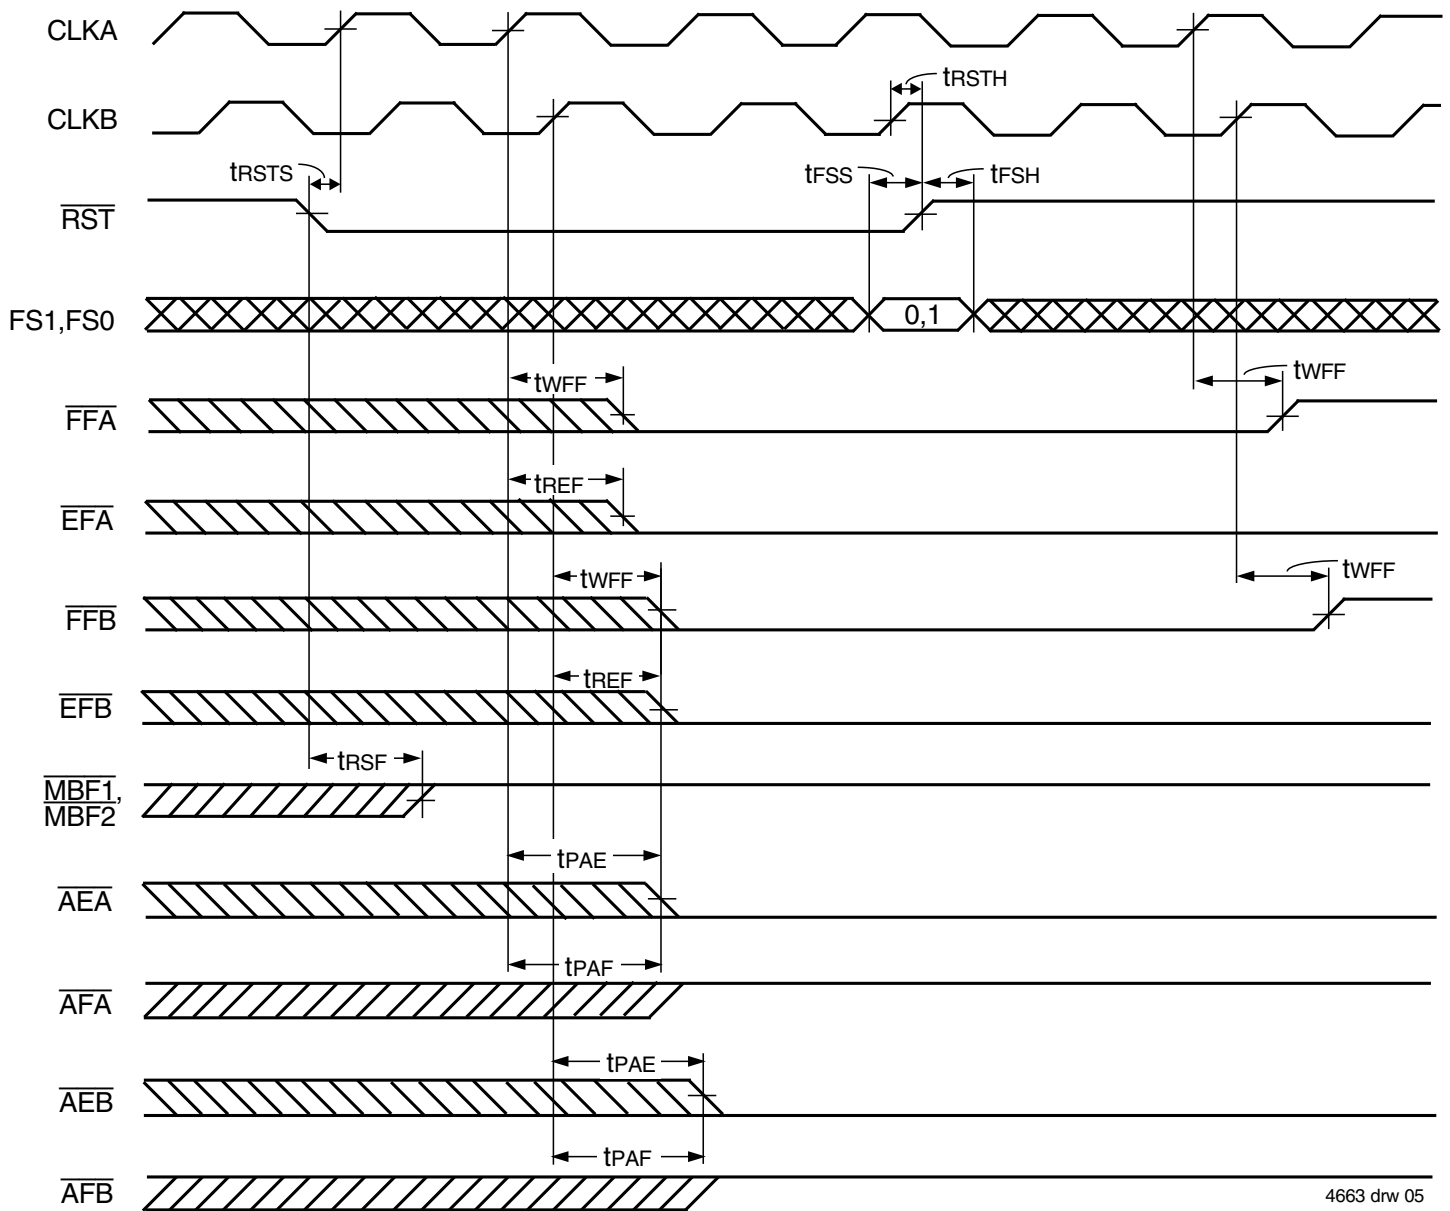 CLKA
tRSTH
CLKB
tRSTS
tFSS
tFSH
RST
FS1,FS0
0,1
tWFF
tWFF
FFA
tREF
EFA
tWFF
tWFF
FFB
tREF
EFB
tRSF
MBF1,
MBF2
tPAE
AEA
tPAF
AFA
tPAE
AEB
tPAF
AFB
4663 drw 05